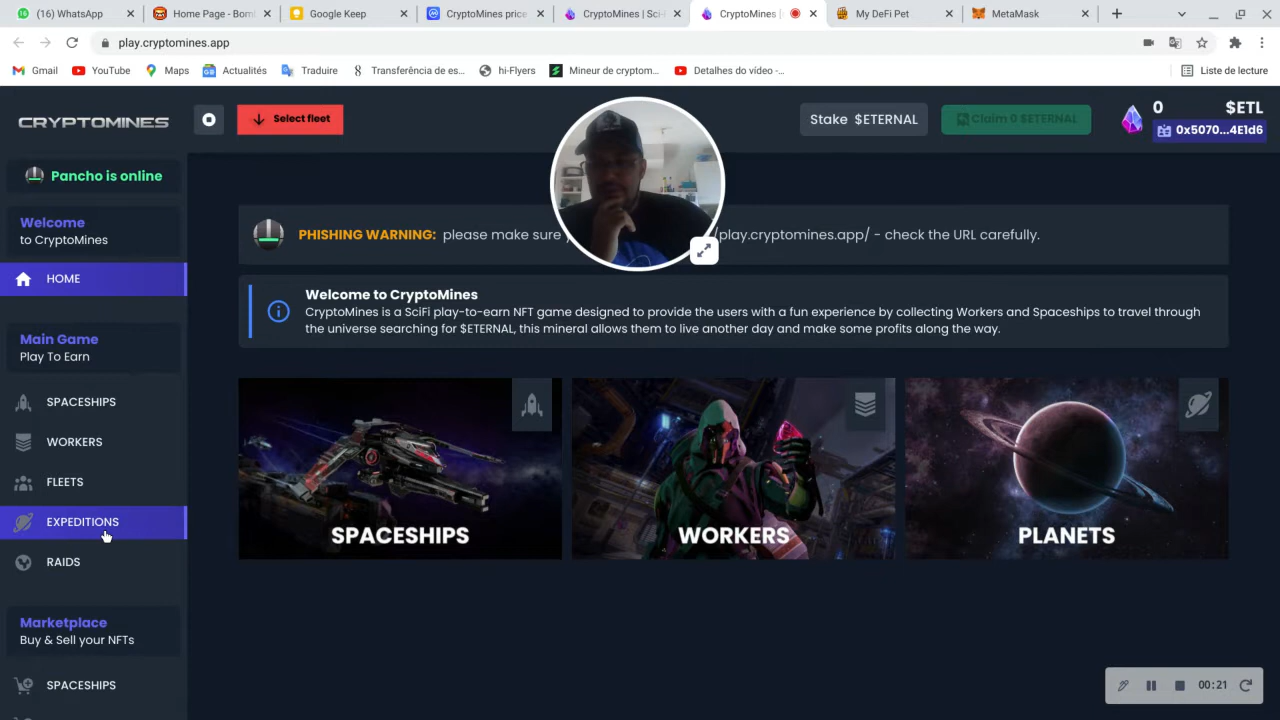 (16) WhatsApp
Home Page - Bom
Google Keep
CryptoMines price
CryptoMines | Sci-
CryptoMines |
My DeFi Pet
MetaMask
play.cryptomines.app
Gmail
YouTube
Maps
Actualités
Traduire
Transferência de es...
hi-Flyers
Mineur de cryptom...
Detalhes do vídeo -...
Liste de lecture
CRYPTOMINES
Select fleet
Stake $ETERNAL
Claim 0 $ETERNAL
0 $ETL
0x5070...4E1d6
Pancho is online
Welcome
to CryptoMines
HOME
Main Game
Play To Earn
SPACESHIPS
WORKERS
FLEETS
EXPEDITIONS
RAIDS
Marketplace
Buy & Sell your NFTs
SPACESHIPS
PHISHING WARNING: please make sure /play.cryptomines.app/ - check the URL carefully.
Welcome to CryptoMines
CryptoMines is a SciFi play-to-earn NFT game designed to provide the users with a fun experience by collecting Workers and Spaceships to travel through
the universe searching for $ETERNAL, this mineral allows them to live another day and make some profits along the way.
SPACESHIPS
WORKERS
PLANETS
00:21